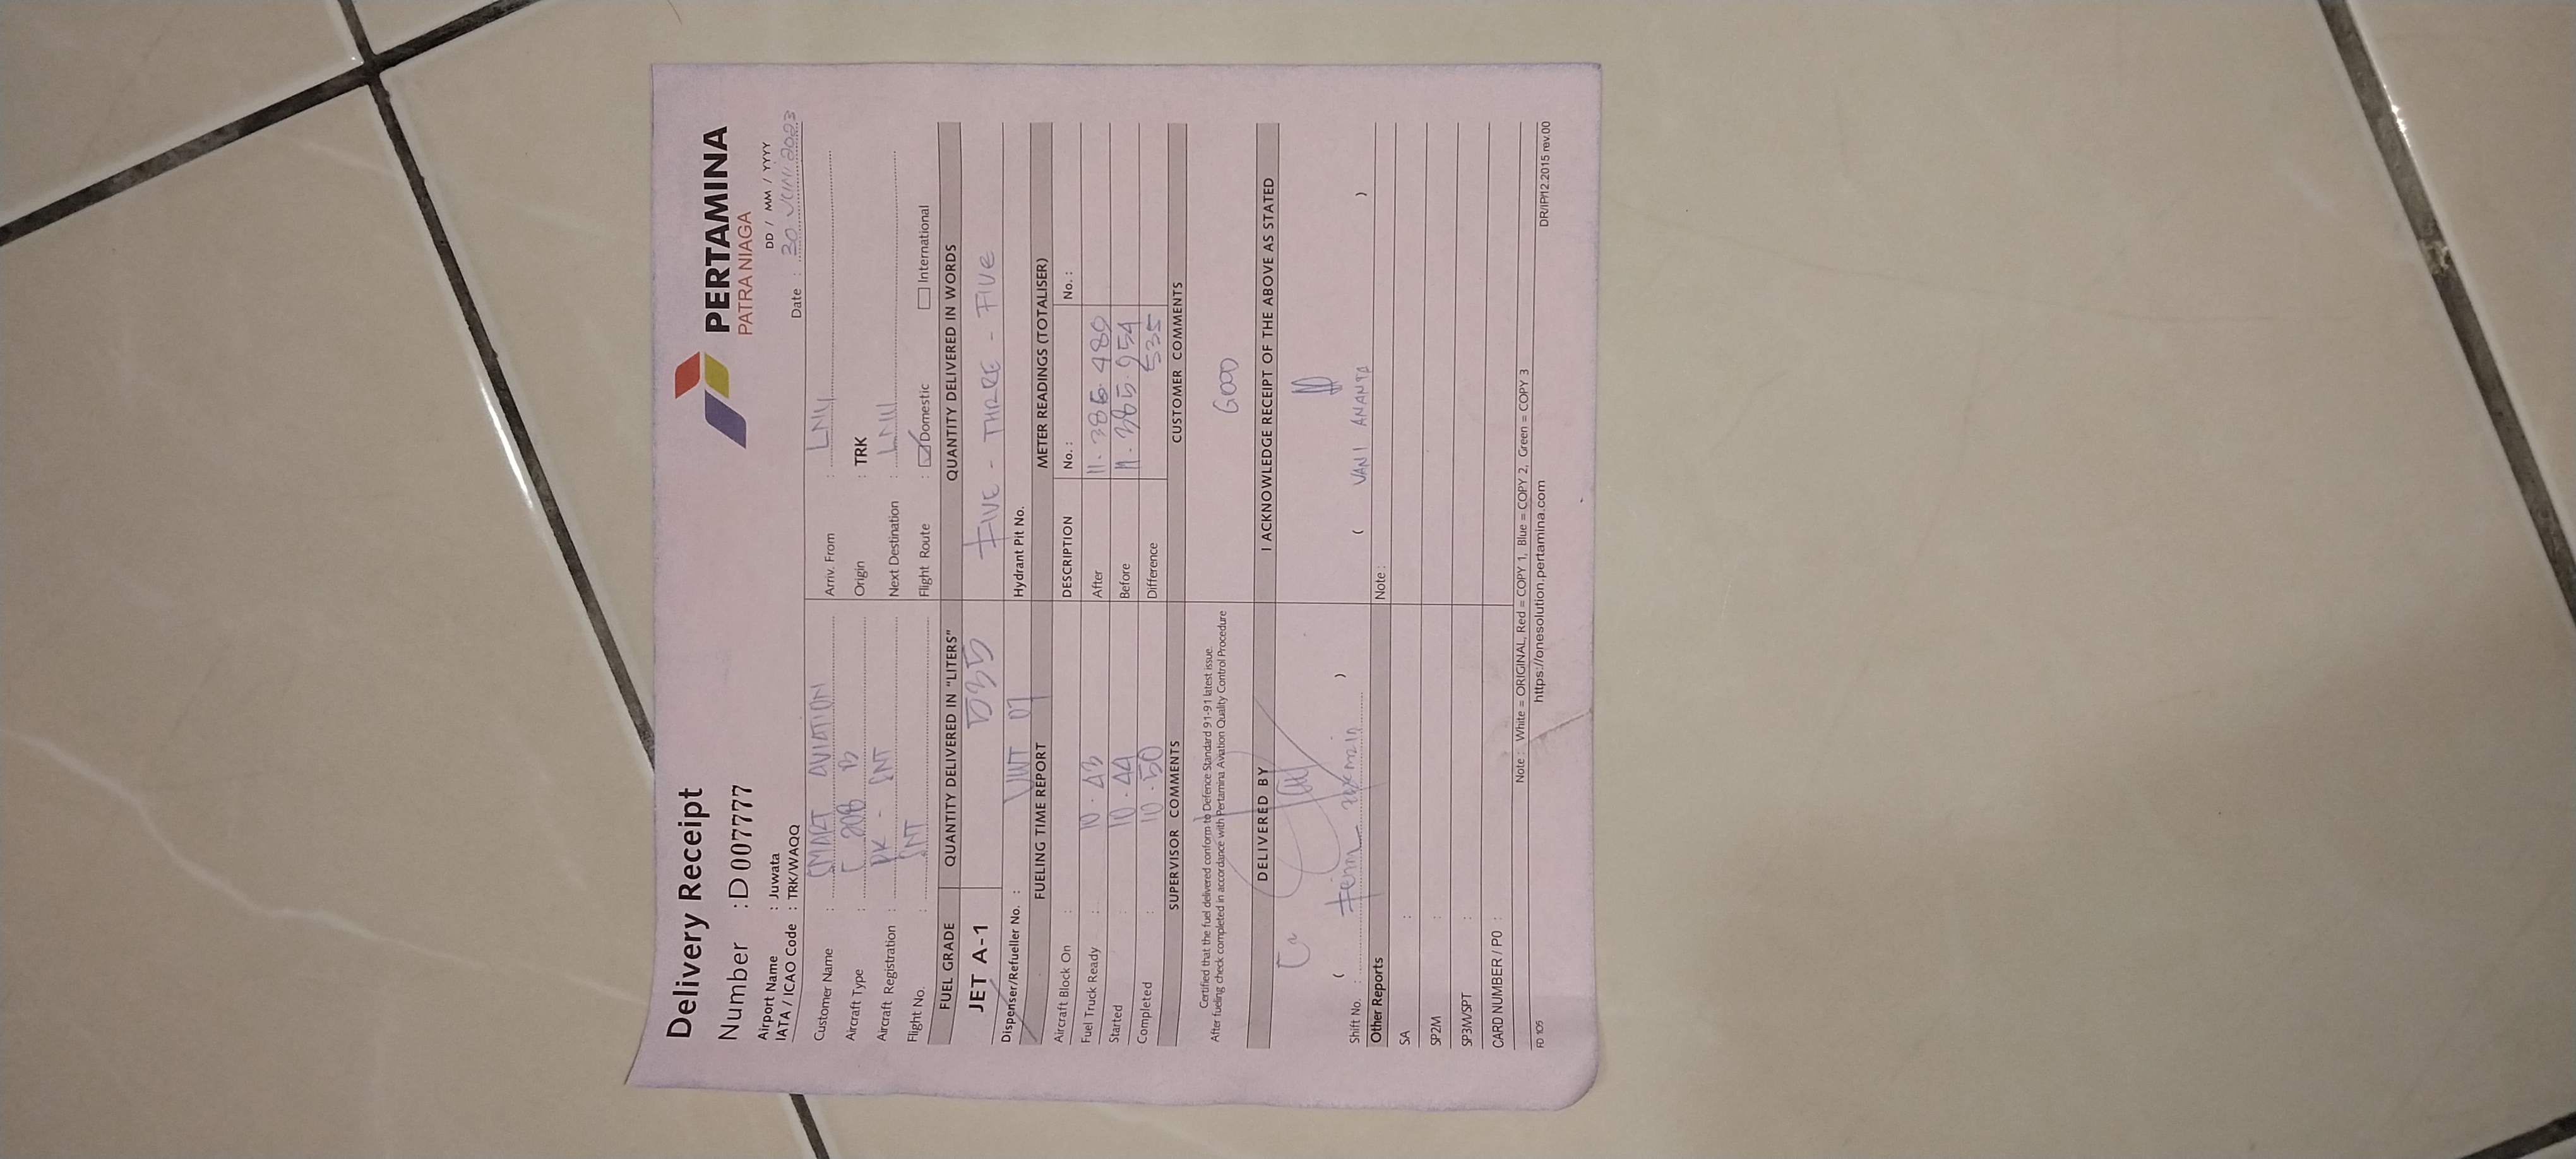 Delivery Receipt
PERTAMINA
PATRA NIAGA
Number : D 007777
Airport Name : Juwata
DD / MM / YYYY
IATA / ICAO Code : TRK/WAQQ
Date : 30 JUNI 2023
Customer Name : SMART AVIATION
Arriv. From : LNU
Aircraft Type : C 208 B
Origin : TRK
Aircraft Registration : PK - SNT
Next Destination : LNU
Flight No. : SNT
Flight Route : Domestic International
FUEL GRADE QUANTITY DELIVERED IN "LITERS" QUANTITY DELIVERED IN WORDS
JET A-1 535 FIVE - THREE - FIVE
Dispenser/Refueller No. : 07
Hydrant Pit No.
FUELING TIME REPORT METER READINGS (TOTALISER)
Aircraft Block On :
DESCRIPTION No. : No. :
Fuel Truck Ready : 10 . 43
After 11 . 386 . 489
Started : 10 . 44
Before 11 . 385 . 954
Completed : 10 . 50
Difference 535
SUPERVISOR COMMENTS CUSTOMER COMMENTS
Certified that the fuel delivered conform to Defence Standard 91-91 latest issue.
After fueling check completed in accordance with Pertamina Aviation Quality Control Procedure
GOOD
DELIVERED BY I ACKNOWLEDGE RECEIPT OF THE ABOVE AS STATED
( )
( VANI ANANTA )
Shift No. :
Other Reports Note :
SA :
SP2M :
SP3M/SPT :
CARD NUMBER / PO :
Note : White = ORIGINAL, Red = COPY 1, Blue = COPY 2, Green = COPY 3
FD 105 https://onesolution.pertamina.com DR/IP/12.2015 rev.00